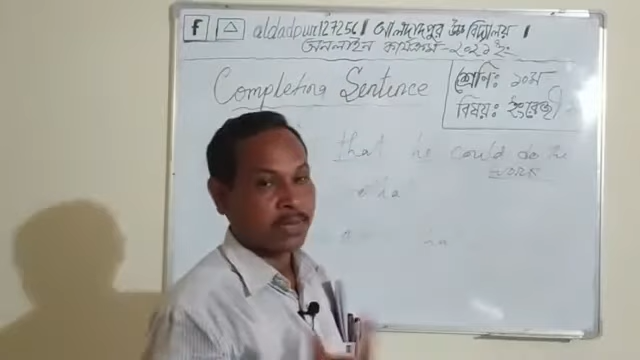 f aldadpur127256 | আলদাদপুর উচ্চ বিদ্যালয় ।
অনলাইন কার্যক্রম - ২০২১ ইং
Completing Sentence
শ্রেণি: ১০ম
বিষয়: ইংরেজী
that he could do the
work